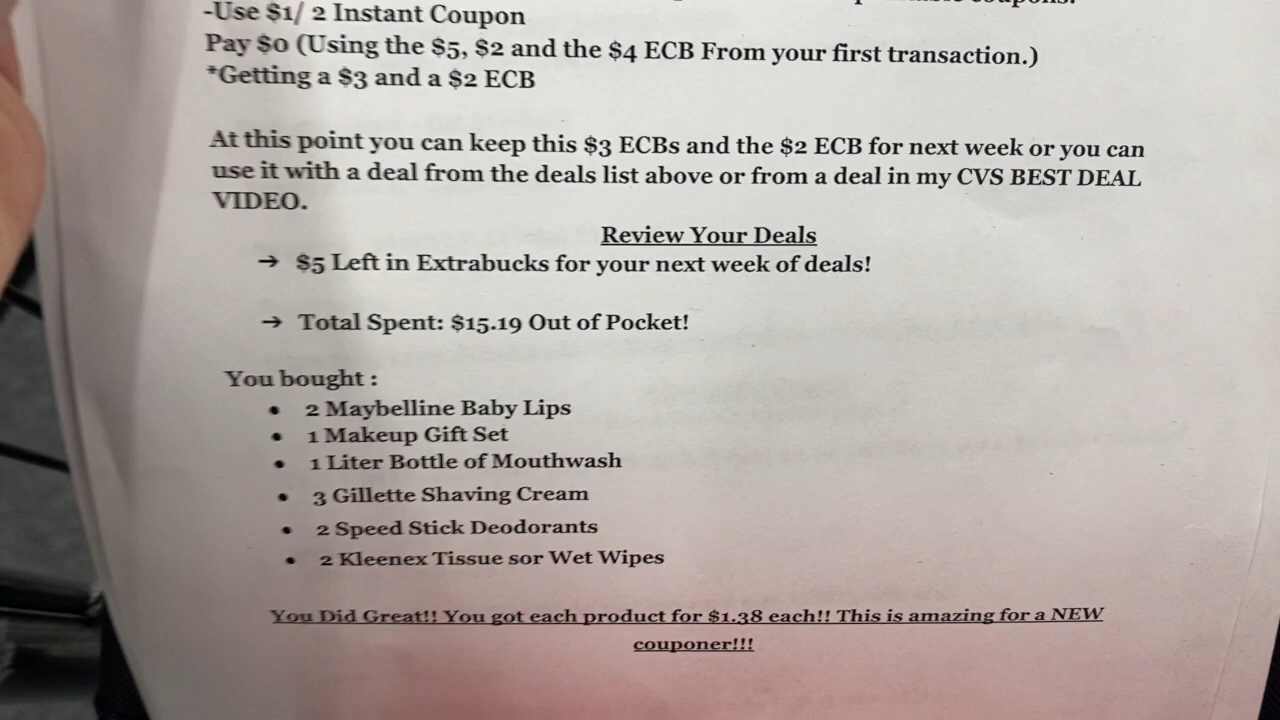 coupons.
-Use $1/ 2 Instant Coupon
Pay $0 (Using the $5, $2 and the $4 ECB From your first transaction.)
*Getting a $3 and a $2 ECB
At this point you can keep this $3 ECBs and the $2 ECB for next week or you can
use it with a deal from the deals list above or from a deal in my CVS BEST DEAL
VIDEO.
Review Your Deals
→ $5 Left in Extrabucks for your next week of deals!
→ Total Spent: $15.19 Out of Pocket!
You bought :
• 2 Maybelline Baby Lips
• 1 Makeup Gift Set
• 1 Liter Bottle of Mouthwash
• 3 Gillette Shaving Cream
• 2 Speed Stick Deodorants
• 2 Kleenex Tissue sor Wet Wipes
You Did Great!! You got each product for $1.38 each!! This is amazing for a NEW
couponer!!!